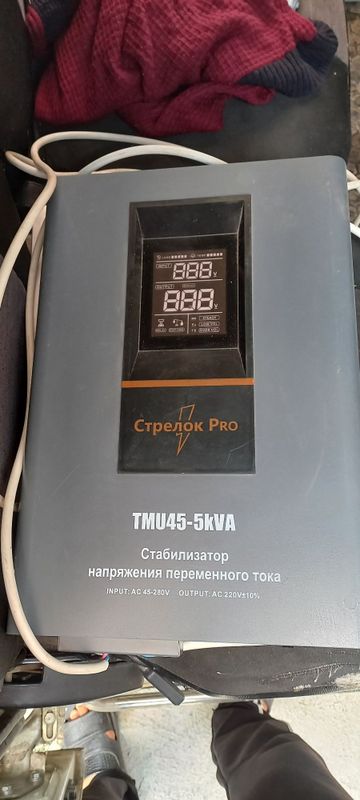 INPUT
888 V
OUTPUT
888 V
Стрелок Pro
TMU45-5kVA
Стабилизатор
напряжения переменного тока
INPUT: AC 45-280V OUTPUT: AC 220V±10%